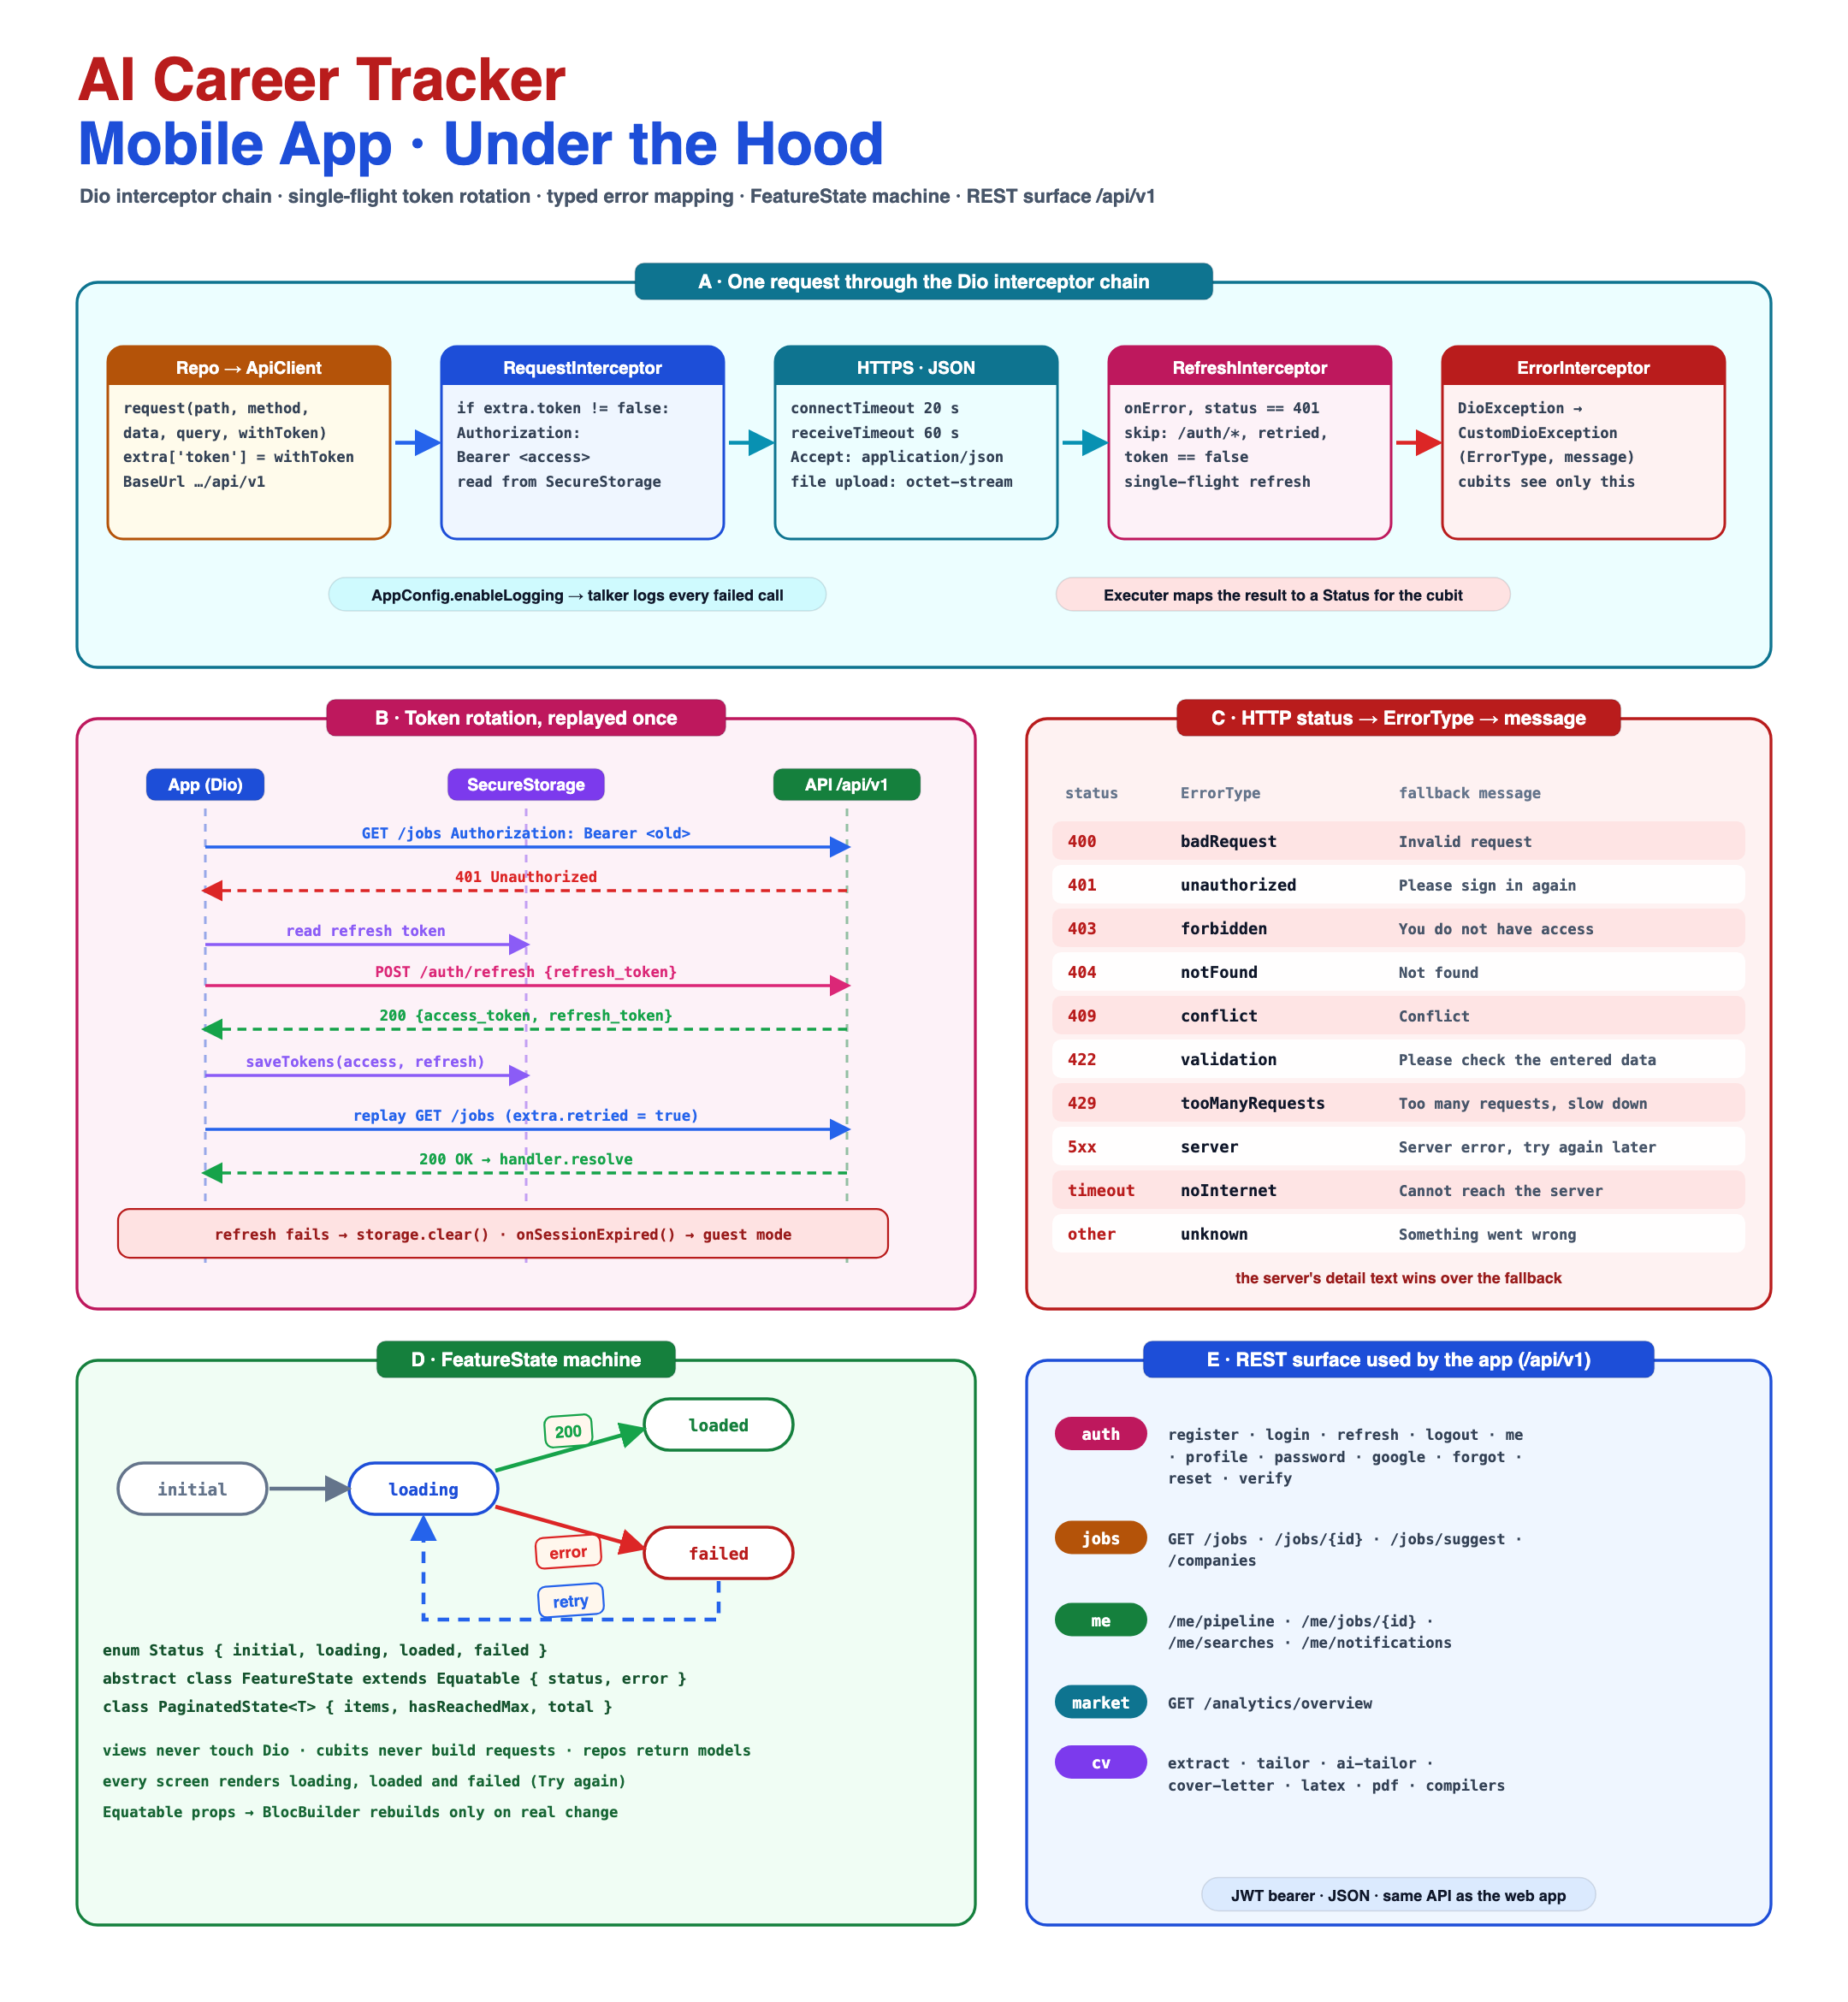 AI Career Tracker
Mobile App · Under the Hood
Dio interceptor chain · single-flight token rotation · typed error mapping · FeatureState machine · REST surface /api/v1
A · One request through the Dio interceptor chain
Repo → ApiClient
request(path, method,
data, query, withToken)
extra['token'] = withToken
BaseUrl …/api/v1
RequestInterceptor
if extra.token != false:
Authorization:
Bearer <access>
read from SecureStorage
HTTPS · JSON
connectTimeout 20 s
receiveTimeout 60 s
Accept: application/json
file upload: octet-stream
RefreshInterceptor
onError, status == 401
skip: /auth/*, retried,
token == false
single-flight refresh
ErrorInterceptor
DioException →
CustomDioException
(ErrorType, message)
cubits see only this
AppConfig.enableLogging → talker logs every failed call
Executer maps the result to a Status for the cubit
B · Token rotation, replayed once
App (Dio)
SecureStorage
API /api/v1
GET /jobs Authorization: Bearer <old>
401 Unauthorized
read refresh token
POST /auth/refresh {refresh_token}
200 {access_token, refresh_token}
saveTokens(access, refresh)
replay GET /jobs (extra.retried = true)
200 OK → handler.resolve
refresh fails → storage.clear() · onSessionExpired() → guest mode
C · HTTP status → ErrorType → message
status ErrorType fallback message
400 badRequest Invalid request
401 unauthorized Please sign in again
403 forbidden You do not have access
404 notFound Not found
409 conflict Conflict
422 validation Please check the entered data
429 tooManyRequests Too many requests, slow down
5xx server Server error, try again later
timeout noInternet Cannot reach the server
other unknown Something went wrong
the server's detail text wins over the fallback
D · FeatureState machine
initial
loading
200
loaded
error
failed
retry
enum Status { initial, loading, loaded, failed }
abstract class FeatureState extends Equatable { status, error }
class PaginatedState<T> { items, hasReachedMax, total }
views never touch Dio · cubits never build requests · repos return models
every screen renders loading, loaded and failed (Try again)
Equatable props → BlocBuilder rebuilds only on real change
E · REST surface used by the app (/api/v1)
auth
register · login · refresh · logout · me
· profile · password · google · forgot ·
reset · verify
jobs
GET /jobs · /jobs/{id} · /jobs/suggest ·
/companies
me
/me/pipeline · /me/jobs/{id} ·
/me/searches · /me/notifications
market
GET /analytics/overview
cv
extract · tailor · ai-tailor ·
cover-letter · latex · pdf · compilers
JWT bearer · JSON · same API as the web app